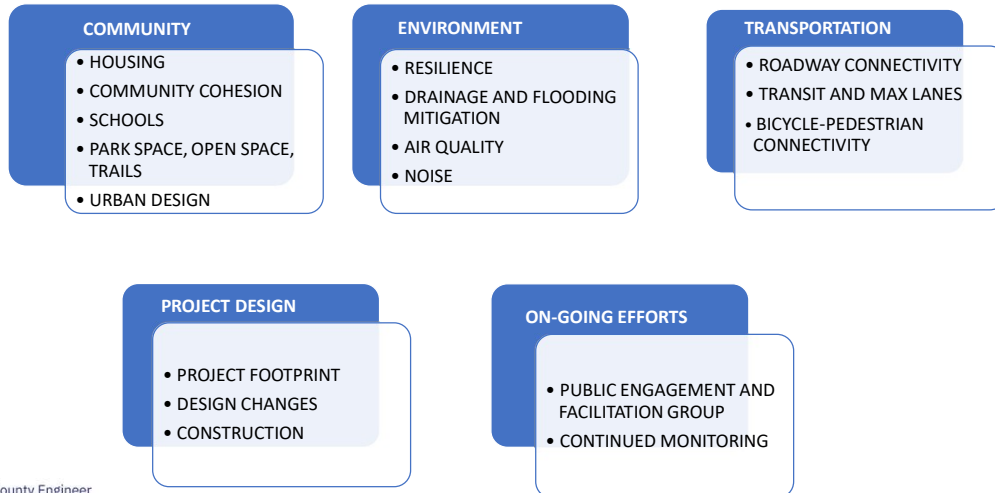 COMMUNITY
• HOUSING
• COMMUNITY COHESION
• SCHOOLS
• PARK SPACE, OPEN SPACE,
TRAILS
• URBAN DESIGN
ENVIRONMENT
• RESILIENCE
• DRAINAGE AND FLOODING
MITIGATION
• AIR QUALITY
• NOISE
TRANSPORTATION
• ROADWAY CONNECTIVITY
• TRANSIT AND MAX LANES
• BICYCLE-PEDESTRIAN
CONNECTIVITY
PROJECT DESIGN
• PROJECT FOOTPRINT
• DESIGN CHANGES
• CONSTRUCTION
ON-GOING EFFORTS
• PUBLIC ENGAGEMENT AND
FACILITATION GROUP
• CONTINUED MONITORING
Engineer